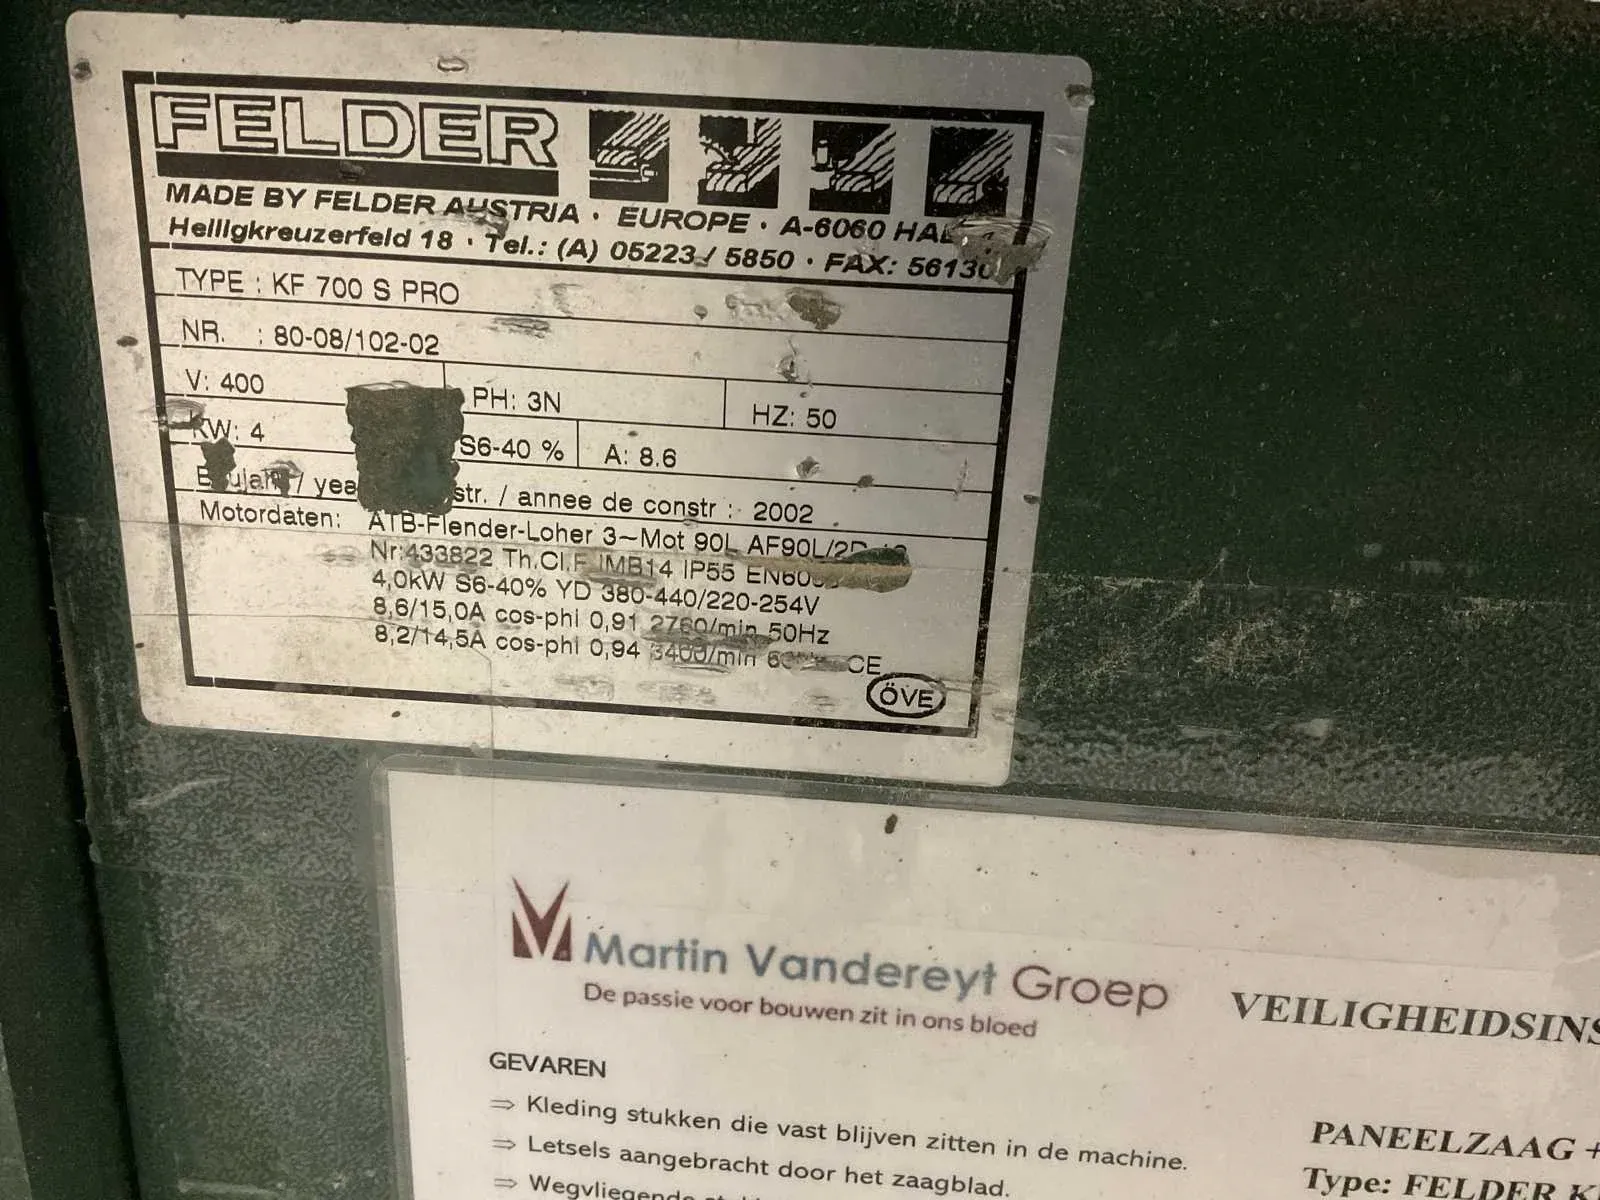 FELDER
MADE BY FELDER AUSTRIA · EUROPE · A-6060
Heiligkreuzerfeld 18 · Tel.: (A) 05223 / 5850 · FAX:
TYPE : KF 700 S PRO
NR. : 80-08/102-02
V: 400 PH: 3N HZ: 50
KW: 4 S6-40 % A: 8.6
/ annee de constr : 2002
Motordaten: ATB-Flender-Loher 3~Mot 90L
Nr:433822 Th.Cl.F IMB14 IP55
4,0kW S6-40% YD 380-440/220-254V
8,6/15,0A cos-phi 0,91 2760/min 50Hz
8,2/14,5A cos-phi 0,94 3400/min CE
ÖVE
Martin Vandereyt Groep
De passie voor bouwen zit in ons bloed
VEILIGHEIDSINS
GEVAREN
⇒ Kleding stukken die vast blijven zitten in de machine.
⇒ Letsels aangebracht door het zaagblad.
⇒ Wegvliegende
PANEELZAAG +
Type: FELDER K